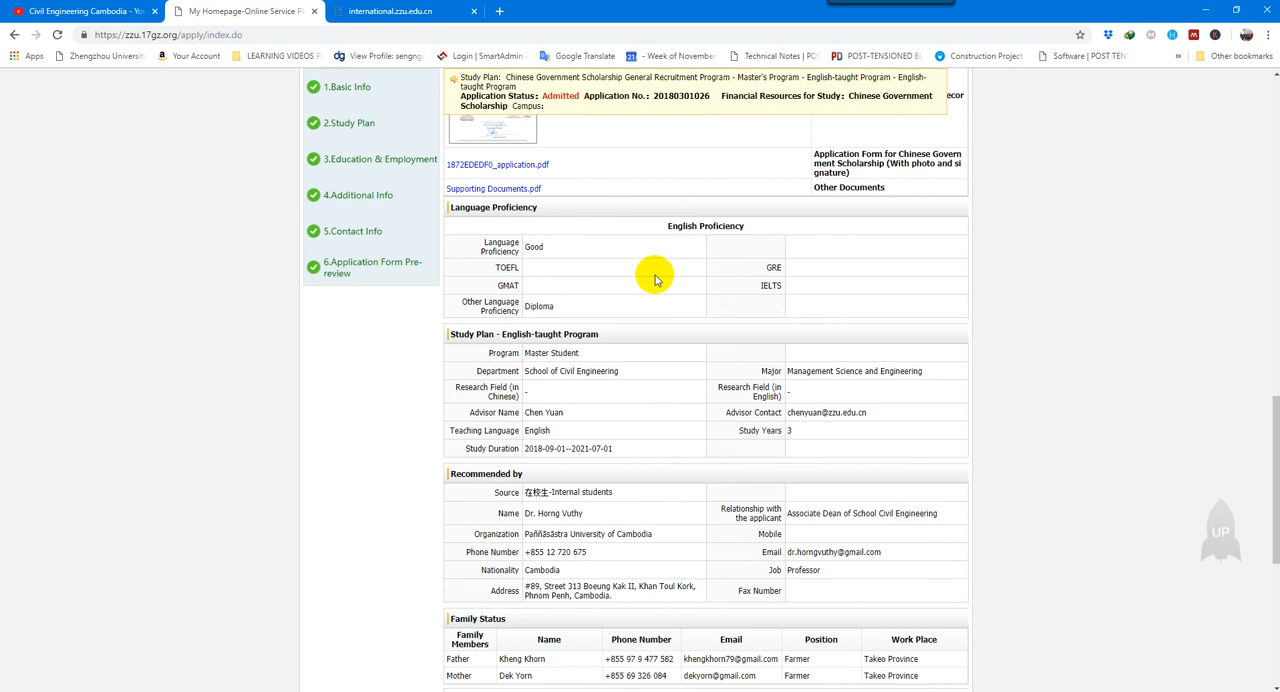 Civil Engineering Cambodia - Yo
My Homepage-Online Service Pl
international.zzu.edu.cn
https://zzu.17gz.org/apply/index.do
Apps
Zhengzhou Universit
Your Account
LEARNING VIDEOS P
View Profile: sengng
Login | SmartAdmin
Google Translate
- Week of November
Technical Notes | PO
POST-TENSIONED B
Construction Project
Software | POST TEN
»
Other bookmarks
1.Basic Info
2.Study Plan
3.Education & Employment
4.Additional Info
5.Contact Info
6.Application Form Pre-
review
Study Plan: Chinese Government Scholarship General Recruitment Program - Master's Program - English-taught Program - English-
taught Program
Application Status: Admitted Application No.: 20180301026 Financial Resources for Study: Chinese Government
Scholarship Campus:
ecor
1872EDEDF0_application.pdf
Application Form for Chinese Govern
ment Scholarship (With photo and si
gnature)
Supporting Documents.pdf
Other Documents
Language Proficiency
English Proficiency
Language
Proficiency
Good
TOEFL
GRE
GMAT
IELTS
Other Language
Proficiency
Diploma
Study Plan - English-taught Program
Program
Master Student
Department
School of Civil Engineering
Major
Management Science and Engineering
Research Field (in
Chinese)
-
Research Field (in
English)
-
Advisor Name
Chen Yuan
Advisor Contact
chenyuan@zzu.edu.cn
Teaching Language
English
Study Years
3
Study Duration
2018-09-01--2021-07-01
Recommended by
Source
在校生-Internal students
Name
Dr. Horng Vuthy
Relationship with
the applicant
Associate Dean of School Civil Engineering
Organization
Paññāsāstra University of Cambodia
Mobile
Phone Number
+855 12 720 675
Email
dr.horngvuthy@gmail.com
Nationality
Cambodia
Job
Professor
Address
#89, Street 313 Boeung Kak II, Khan Toul Kork,
Phnom Penh, Cambodia.
Fax Number
UP
Family Status
Family
Members
Name
Phone Number
Email
Position
Work Place
Father
Kheng Khorn
+855 97 9 477 582
khengkhorn79@gmail.com
Farmer
Takeo Province
Mother
Dek Yorn
+855 69 326 084
dekyorn@gmail.com
Farmer
Takeo Province